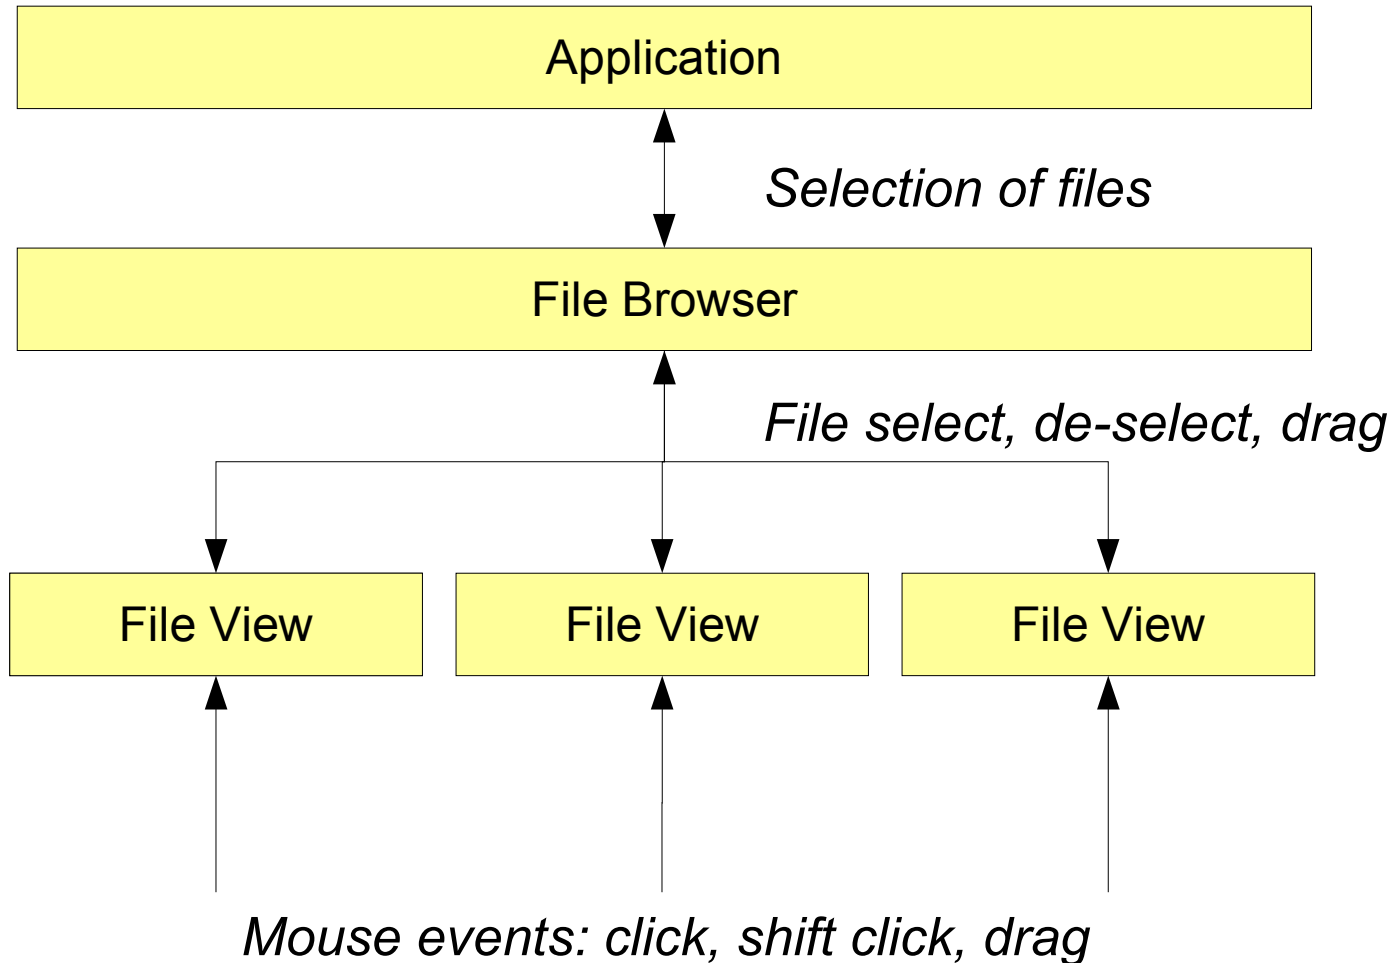 Application
Selection of files
File Browser
File select, de-select, drag
File View File View File View
Mouse events: click, shift click, drag